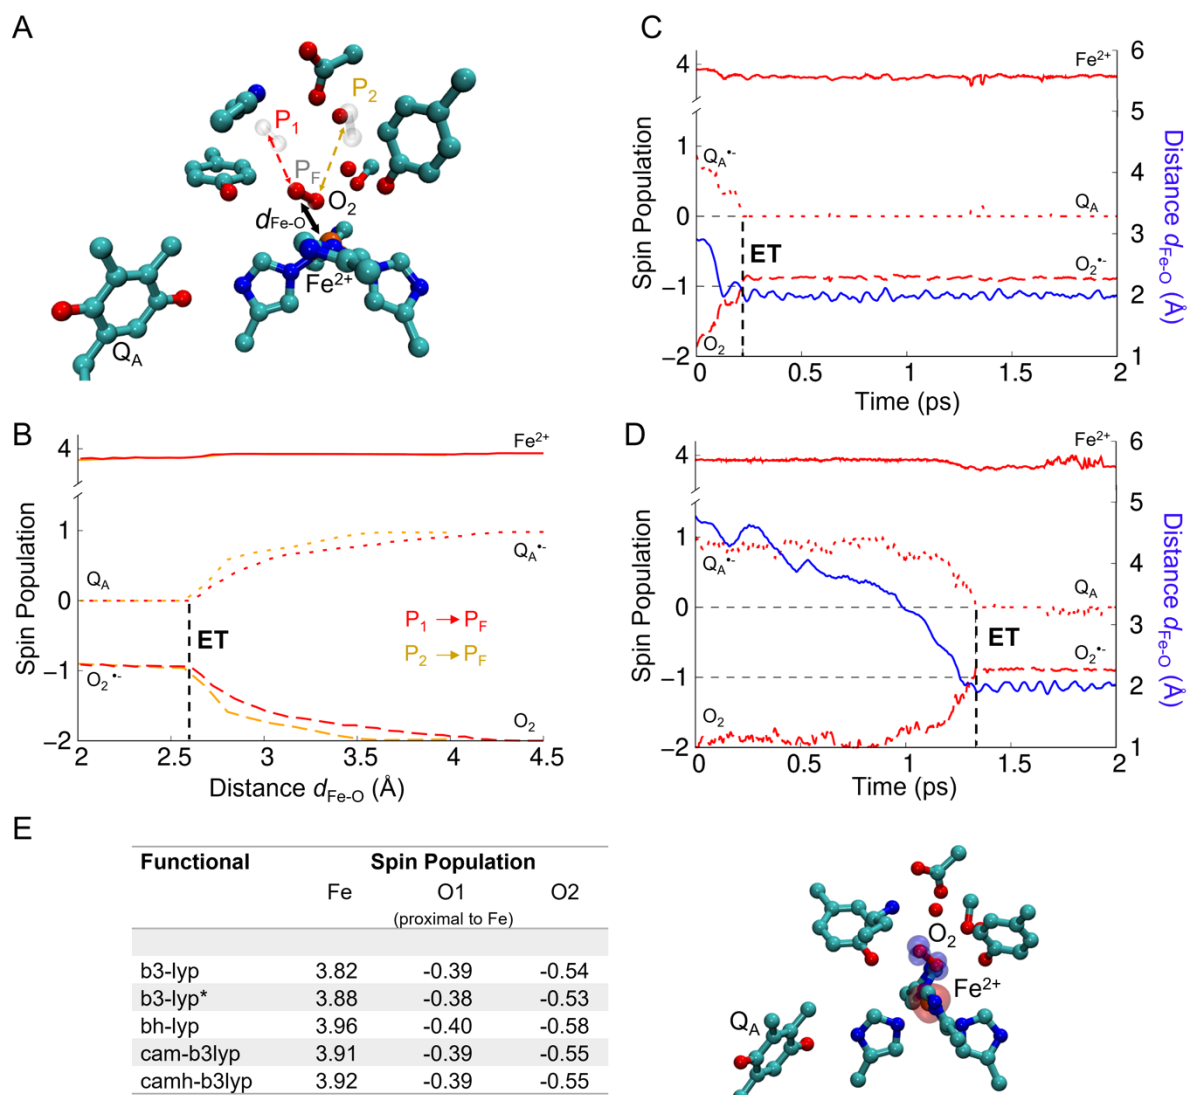 A
P1
P2
PF
O2
dFe-O
Fe2+
QA
B
4
1
0
−1
−2
Spin Population
Fe2+
QA
QA•-
ET
P1 → PF
P2 → PF
O2•-
O2
2
2.5
3
3.5
4
4.5
Distance dFe-O (Å)
C
4
1
0
−1
−2
Spin Population
Fe2+
QA•-
QA
ET
O2•-
O2
6
5
4
3
2
1
Distance dFe-O (Å)
0
0.5
1
1.5
2
Time (ps)
D
4
1
0
−1
−2
Spin Population
Fe2+
QA•-
QA
ET
O2•-
O2
6
5
4
3
2
1
Distance dFe-O (Å)
0
0.5
1
1.5
2
Time (ps)
E
Functional Spin Population
Fe O1 O2
(proximal to Fe)
b3-lyp 3.82 -0.39 -0.54
b3-lyp* 3.88 -0.38 -0.53
bh-lyp 3.96 -0.40 -0.58
cam-b3lyp 3.91 -0.39 -0.55
camh-b3lyp 3.92 -0.39 -0.55
O2
Fe2+
QA